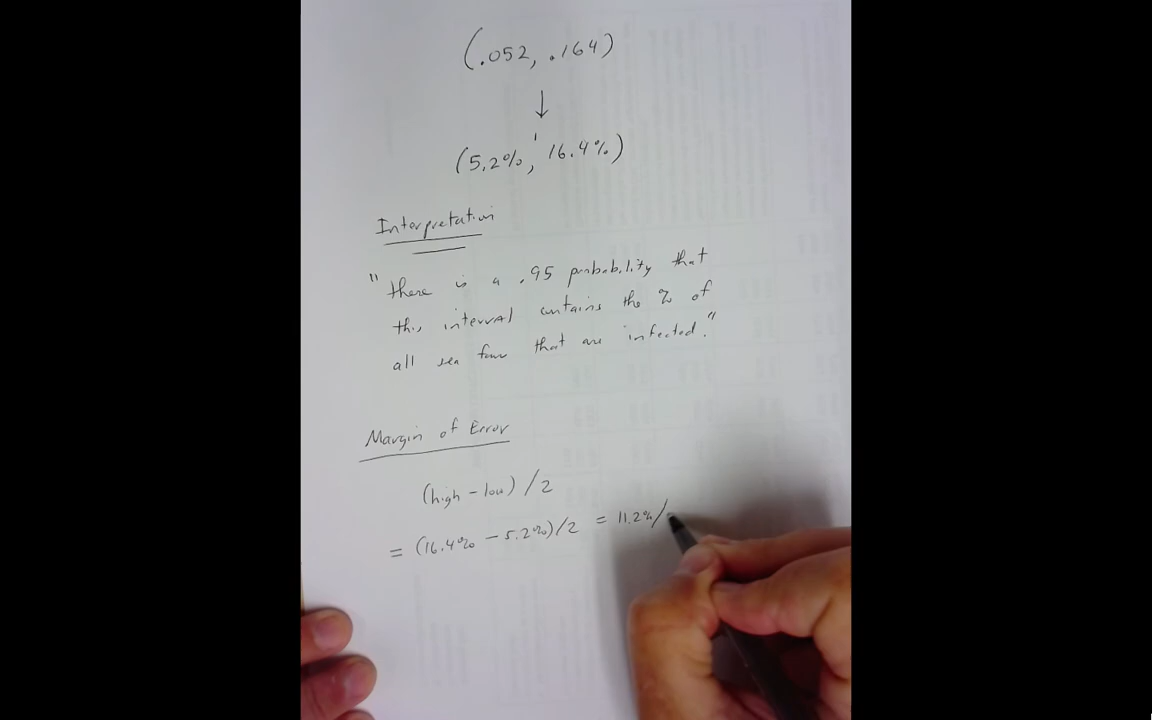 (.052, .164)
↓
(5.2%, 16.4%)
Interpretation
"there is a .95 probability that
this interval contains the % of
all sea fans that are infected."
Margin of Error
(high - low)/2
= (16.4% - 5.2%)/2 = 11.2%/